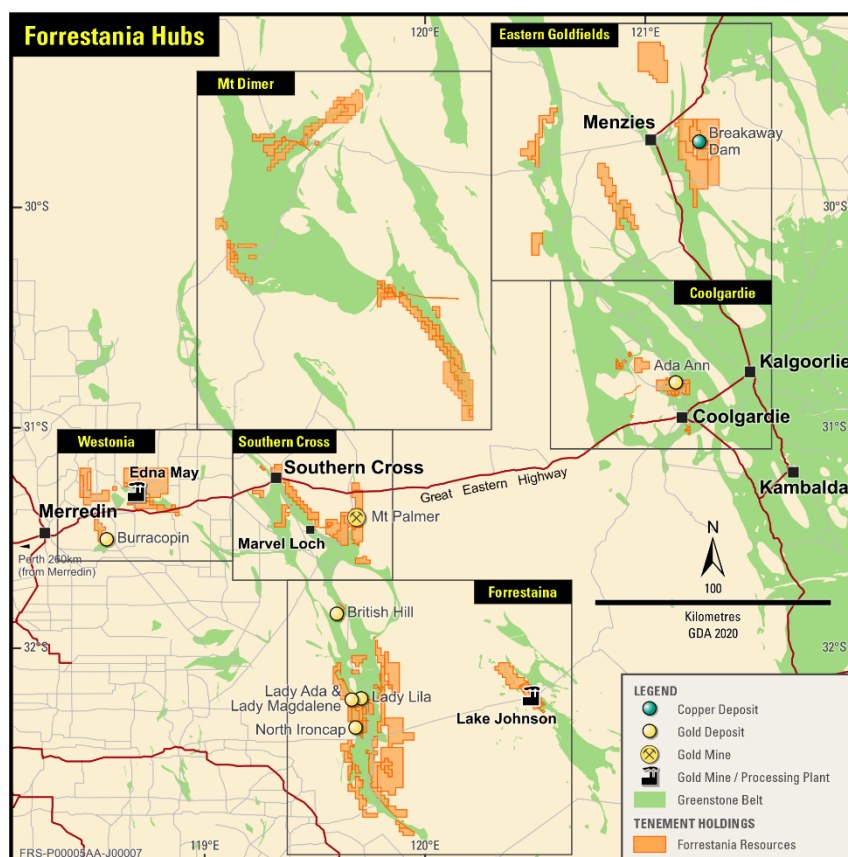 Forrestania Hubs
120°
Eastern Goldfields
121°
Mt Dimer
Menzies
Breakaway
Dam
30°S
30°S
Coolgardie
Ada Ann
Kalgoorlie
Coolgardie
31°S
31°S
Westonia
Southern Cross
Edna May
Southern Cross
Great Eastern Highway
Kambalda
Merredin
Mt Palmer
Burracopin
Marvel Loch
Perth 260km
(from Merredin)
N
Forrestaina
100
Kilometres
GDA 2020
British Hill
32°S
32°S
Lady Ada &
Lady Magdalene
Lady Lila
North Ironcap
Lake Johnson
LEGEND
Copper Deposit
Gold Deposit
Gold Mine
Gold Mine / Processing Plant
Greenstone Belt
TENEMENT HOLDINGS
Forrestania Resources
119°
120°
FRS-P00005AA-J00007